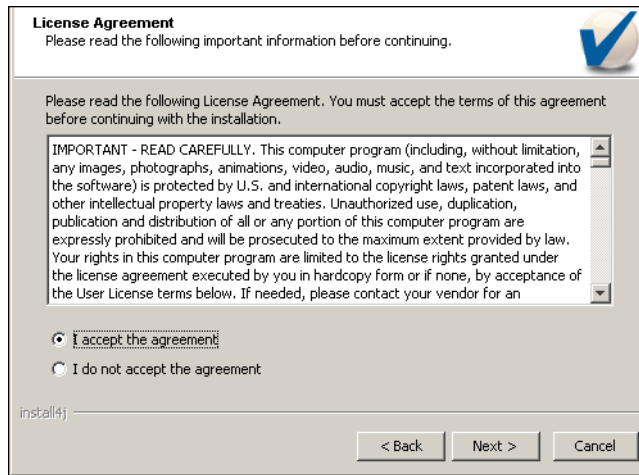 License Agreement
Please read the following important information before continuing.
Please read the following License Agreement. You must accept the terms of this agreement
before continuing with the installation.
IMPORTANT - READ CAREFULLY. This computer program (including, without limitation,
any images, photographs, animations, video, audio, music, and text incorporated into
the software) is protected by U.S. and international copyright laws, patent laws, and
other intellectual property laws and treaties. Unauthorized use, duplication,
publication and distribution of all or any portion of this computer program are
expressly prohibited and will be prosecuted to the maximum extent provided by law.
Your rights in this computer program are limited to the license rights granted under
the license agreement executed by you in hardcopy form or if none, by acceptance of
the User License terms below. If needed, please contact your vendor for an
I accept the agreement
I do not accept the agreement
install4j
< Back Next > Cancel